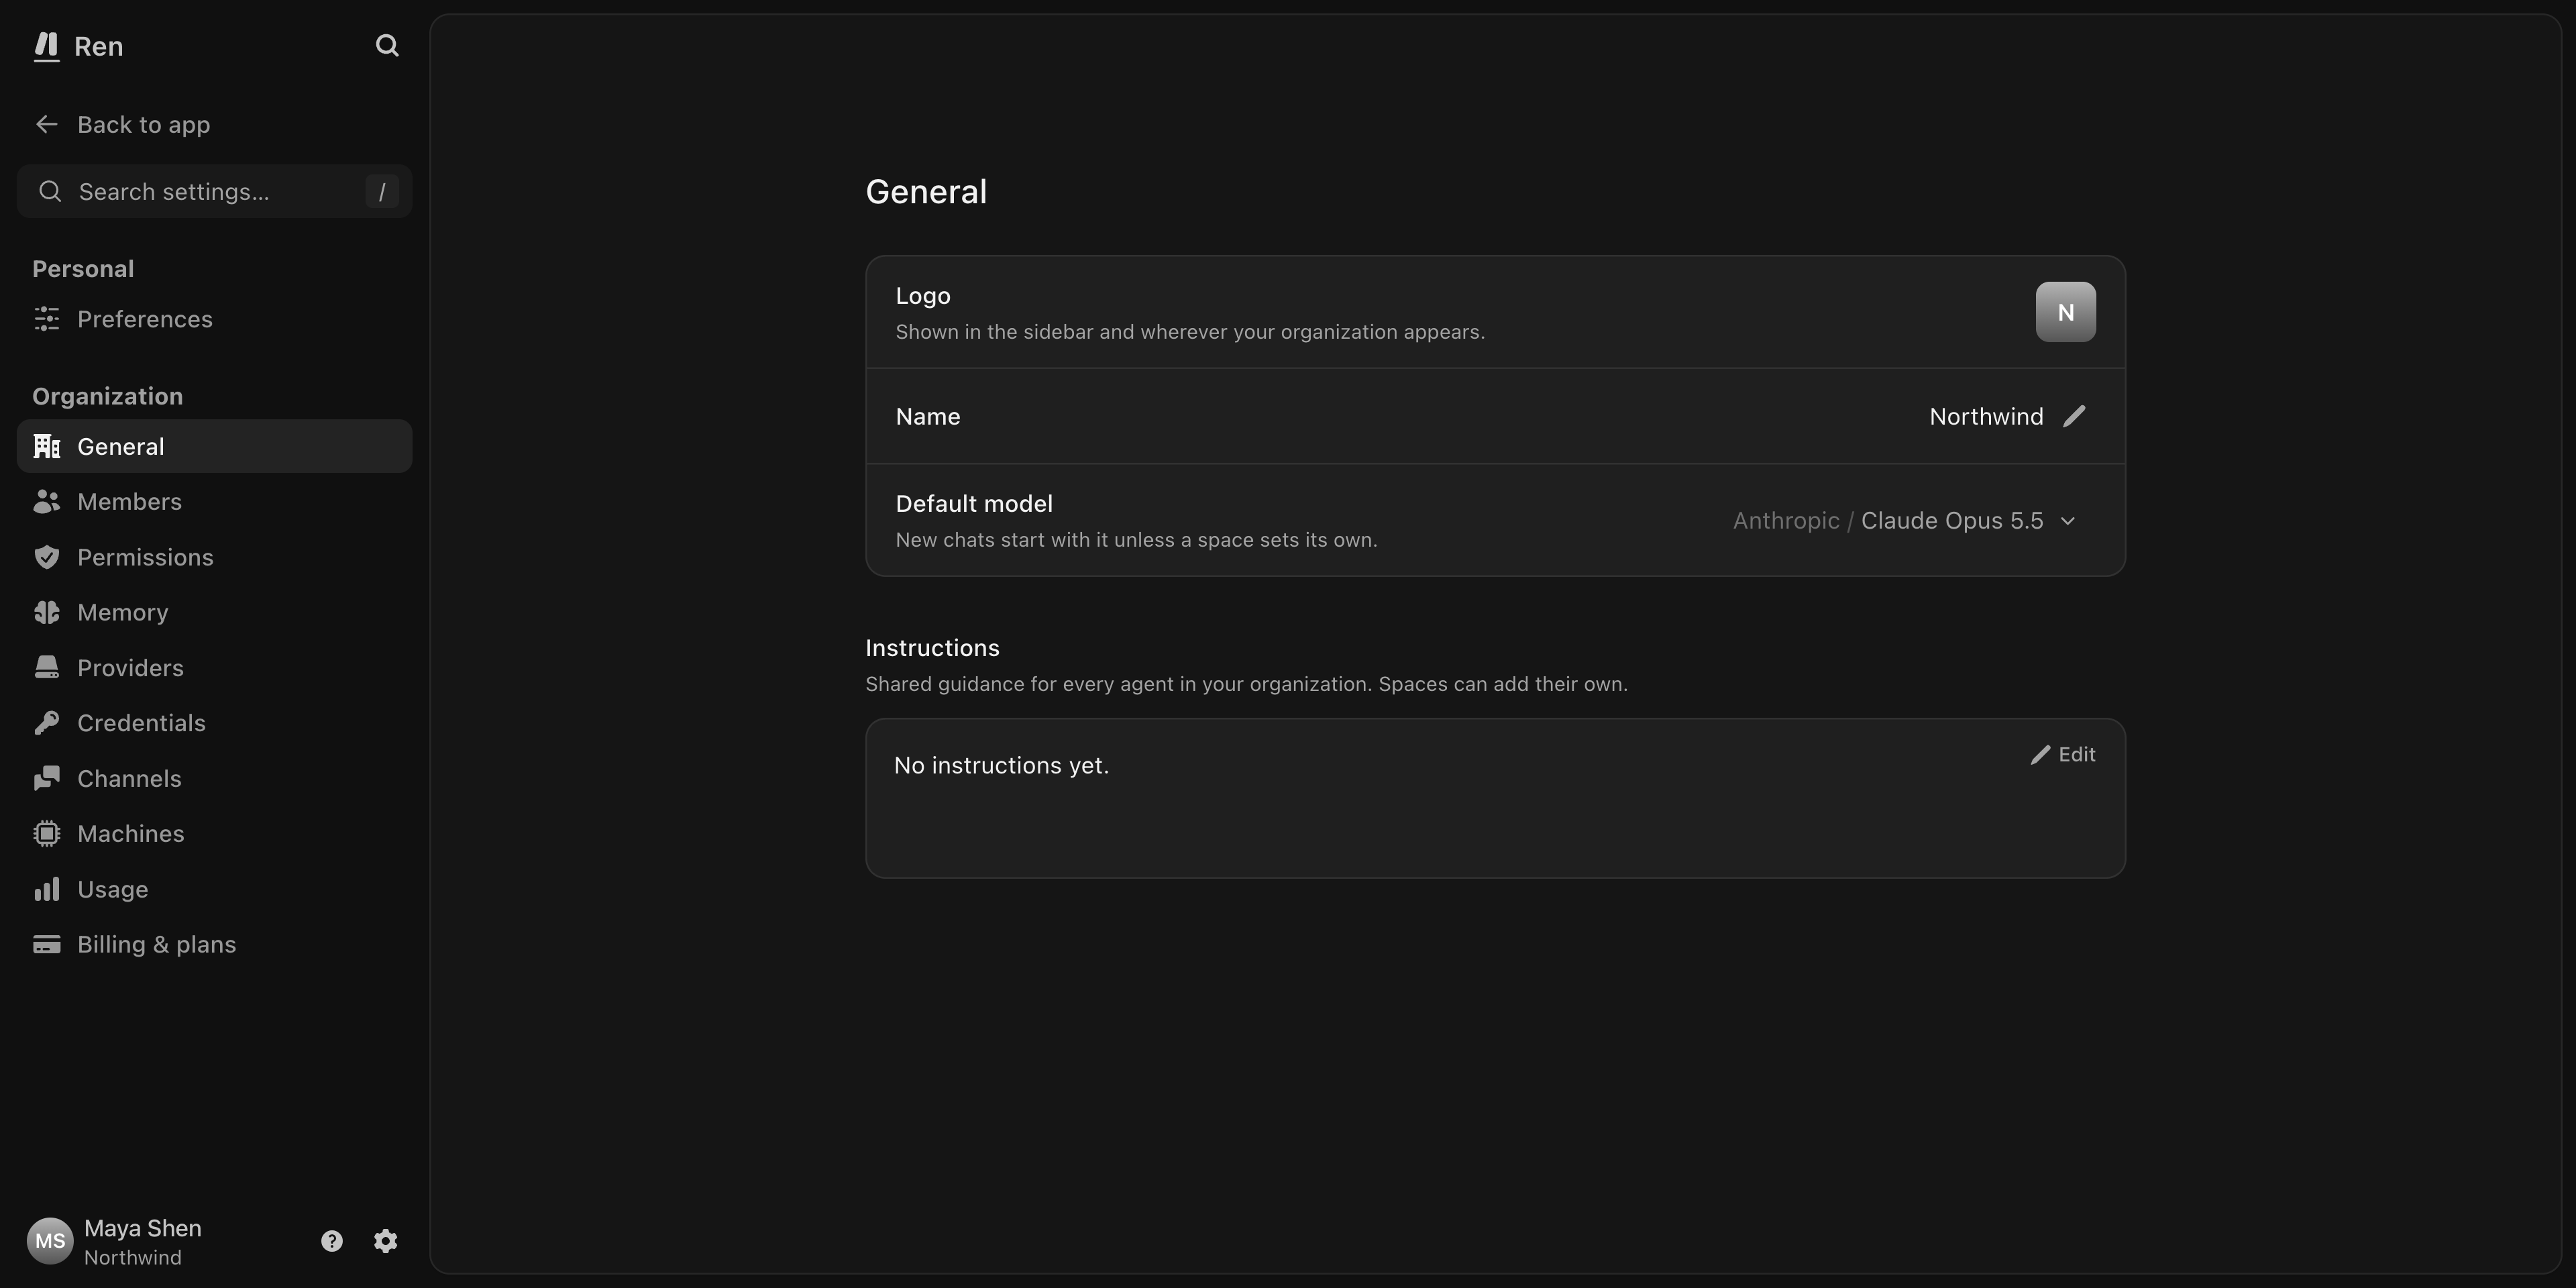 Ren
Back to app
Search settings...
/
Personal
Preferences
Organization
General
Members
Permissions
Memory
Providers
Credentials
Channels
Machines
Usage
Billing & plans
MS
Maya Shen
Northwind
?
General
Logo
Shown in the sidebar and wherever your organization appears.
N
Name
Northwind
Default model
New chats start with it unless a space sets its own.
Anthropic / Claude Opus 5.5
Instructions
Shared guidance for every agent in your organization. Spaces can add their own.
No instructions yet.
Edit